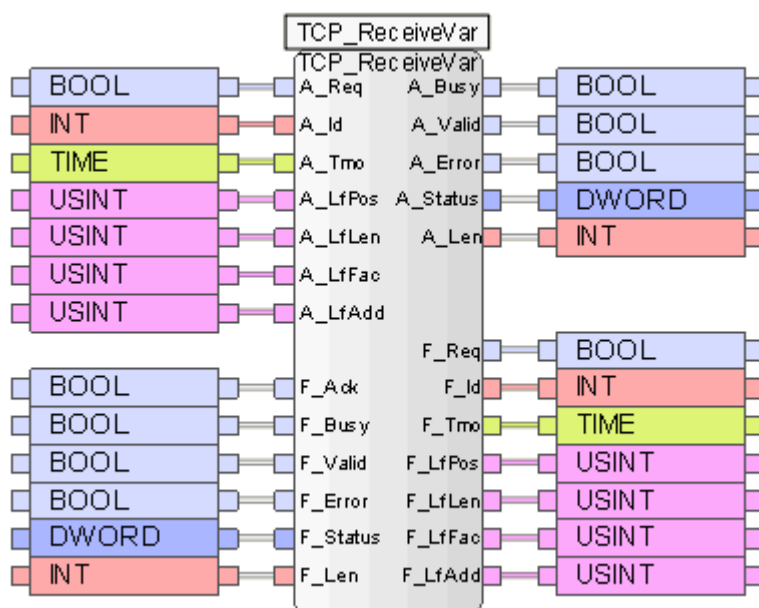 TCP_ReceiveVar
TCP_ReceiveVar
BOOL A_Req A_Busy BOOL
INT A_Id A_Valid BOOL
TIME A_Tmo A_Error BOOL
USINT A_LfPos A_Status DWORD
USINT A_LfLen A_Len INT
USINT A_LfFac
USINT A_LfAdd
F_Req BOOL
BOOL F_Ack F_Id INT
BOOL F_Busy F_Tmo TIME
BOOL F_Valid F_LfPos USINT
BOOL F_Error F_LfLen USINT
DWORD F_Status F_LfFac USINT
INT F_Len F_LfAdd USINT